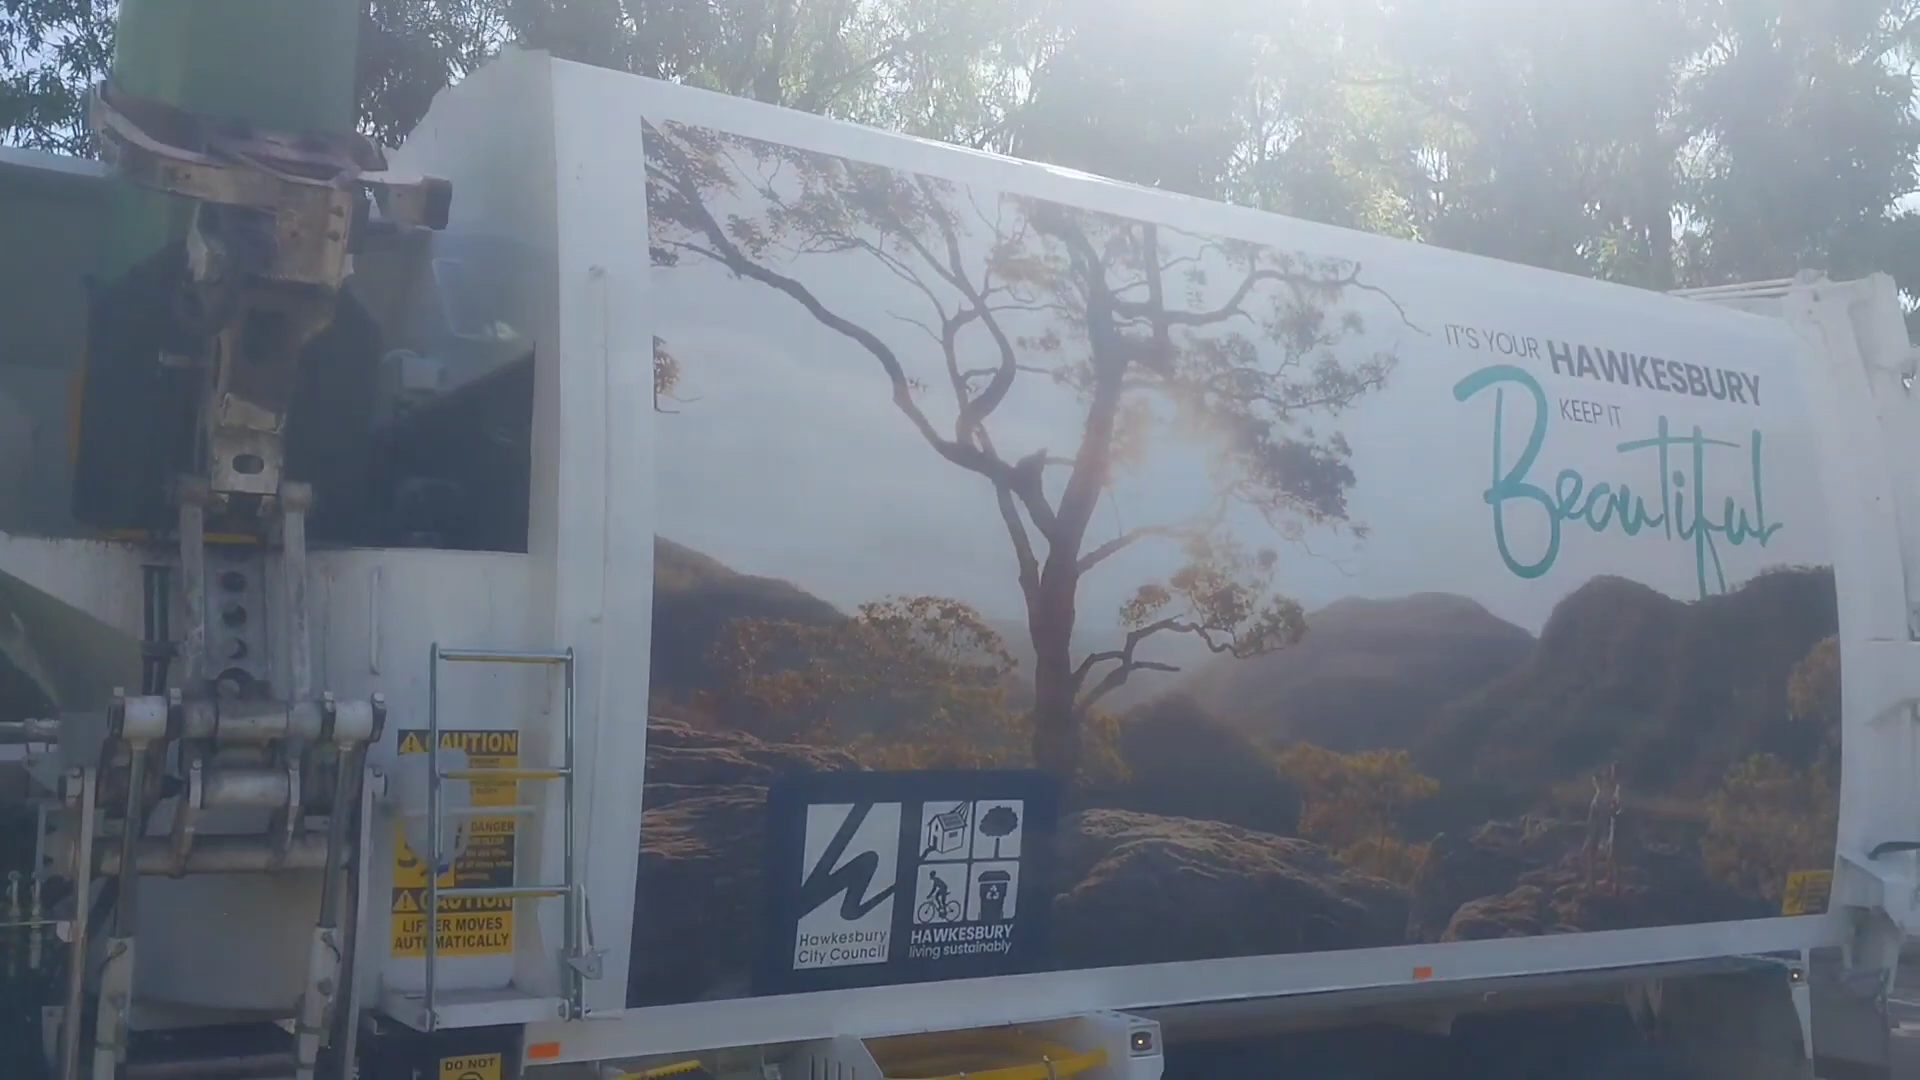 IT'S YOUR HAWKESBURY
KEEP IT
Beautiful
CAUTION
DANGER
CAUTION
LIFTER MOVES
AUTOMATICALLY
Hawkesbury
City Council
HAWKESBURY
living sustainably
DO NOT